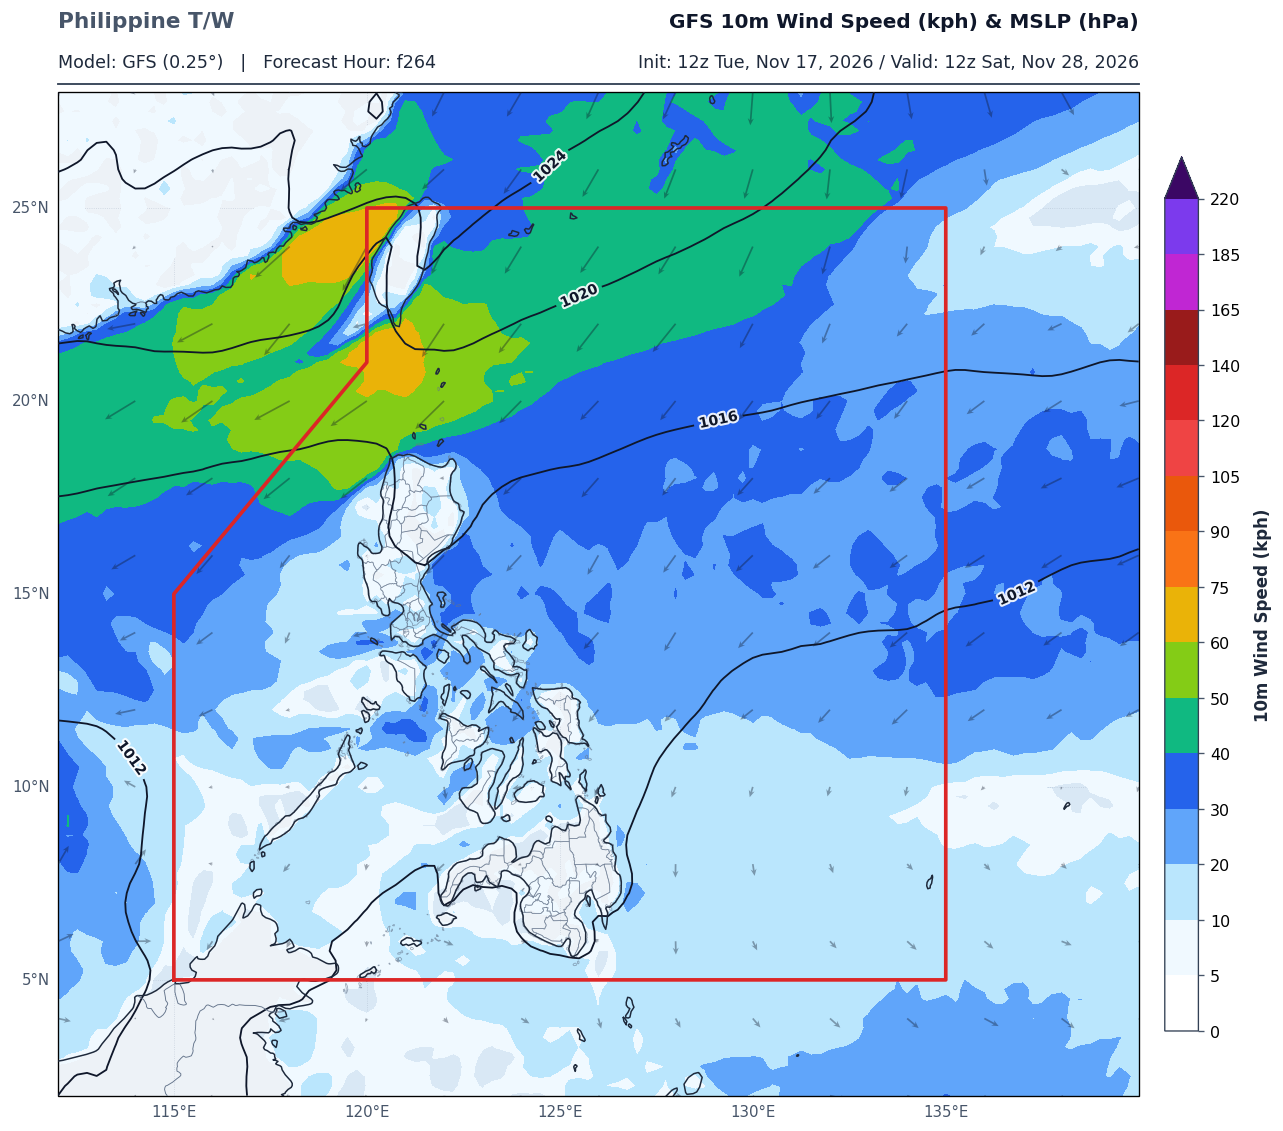 Philippine T/W
GFS 10m Wind Speed (kph) & MSLP (hPa)
Model: GFS (0.25°) | Forecast Hour: f264
Init: 12z Tue, Nov 17, 2026 / Valid: 12z Sat, Nov 28, 2026
1024
1020
1016
1012
1012
25°N
20°N
15°N
10°N
5°N
115°E
120°E
125°E
130°E
135°E
220
185
165
140
120
105
90
75
60
50
40
30
20
10
5
0
10m Wind Speed (kph)